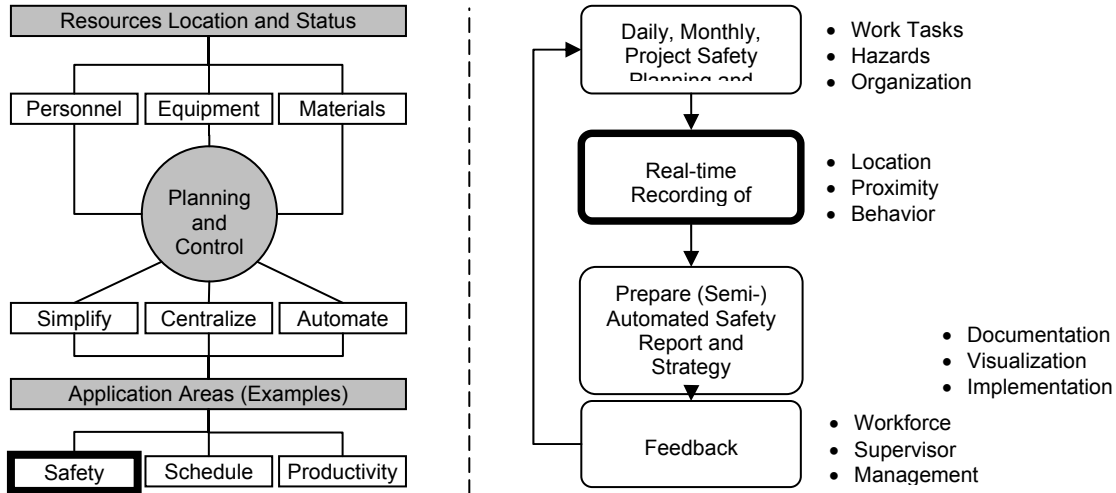 Resources Location and Status
Personnel
Equipment
Materials
Planning
and
Control
Simplify
Centralize
Automate
Application Areas (Examples)
Safety
Schedule
Productivity
Daily, Monthly,
Project Safety
Planning and
• Work Tasks
• Hazards
• Organization
Real-time
Recording of
• Location
• Proximity
• Behavior
Prepare (Semi-)
Automated Safety
Report and
Strategy
• Documentation
• Visualization
• Implementation
Feedback
• Workforce
• Supervisor
• Management